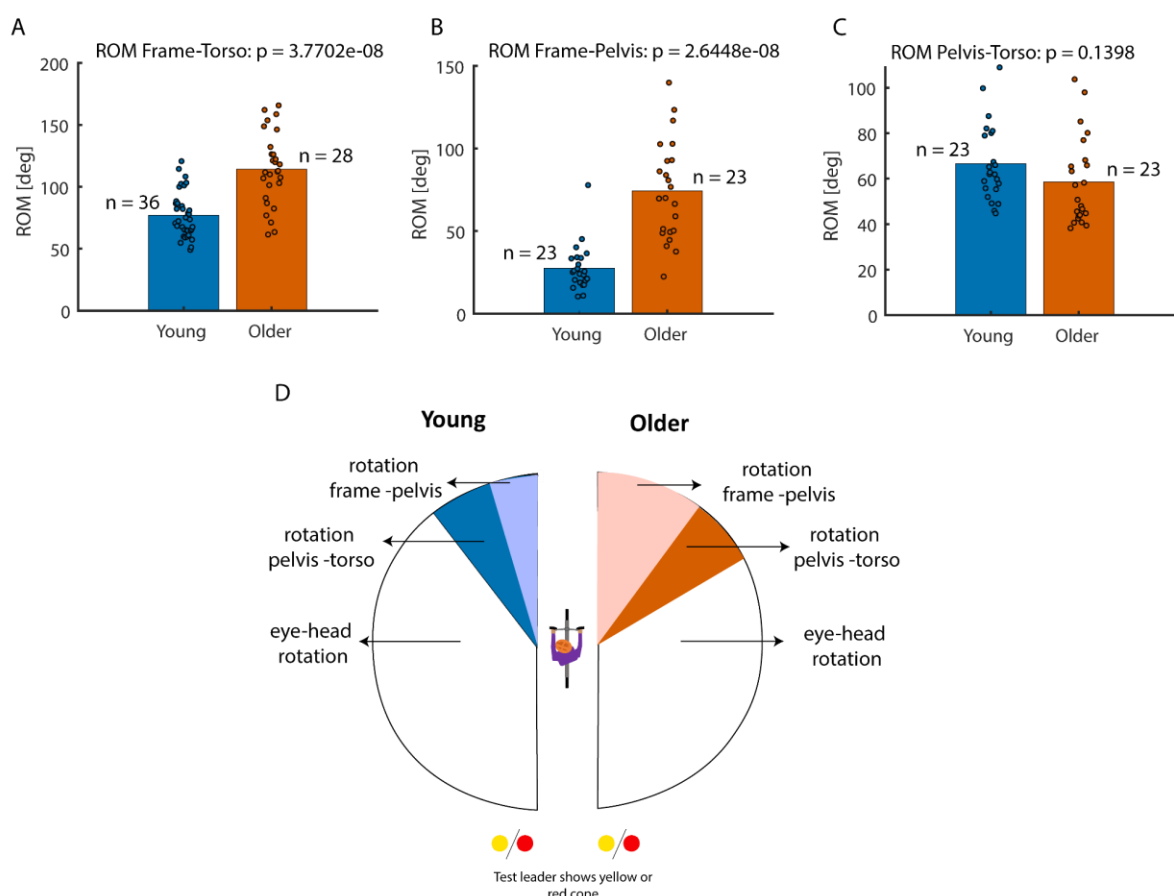 A
ROM Frame-Torso: p = 3.7702e-08
200
150
100
50
0
ROM [deg]
n = 36
n = 28
Young
Older
B
ROM Frame-Pelvis: p = 2.6448e-08
150
100
50
0
ROM [deg]
n = 23
n = 23
Young
Older
C
ROM Pelvis-Torso: p = 0.1398
100
80
60
40
20
0
ROM [deg]
n = 23
n = 23
Young
Older
D
Young
Older
rotation
frame -pelvis
rotation
pelvis -torso
eye-head
rotation
rotation
frame -pelvis
rotation
pelvis -torso
eye-head
rotation
Test leader shows yellow or
red cone